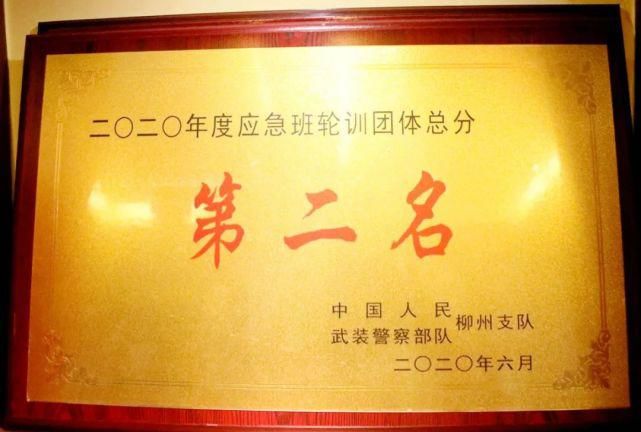 二〇二〇年度应急班轮训团体总分
第二名
中国人民
武装警察部队
柳州支队
二〇二〇年六月